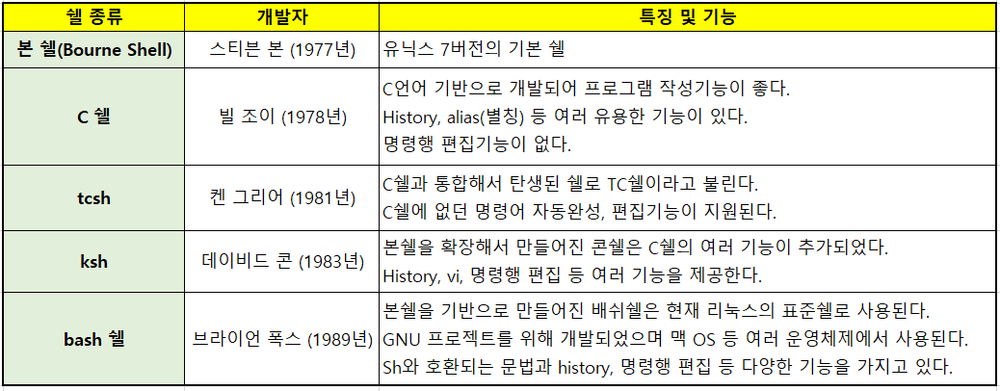 쉘 종류 개발자 특징 및 기능
본 쉘(Bourne Shell) 스티븐 본 (1977년) 유닉스 7버전의 기본 쉘
C 쉘 빌 조이 (1978년) C언어 기반으로 개발되어 프로그램 작성기능이 좋다.
History, alias(별칭) 등 여러 유용한 기능이 있다.
명령행 편집기능이 없다.
tcsh 켄 그리어 (1981년) C쉘과 통합해서 탄생된 쉘로 TC쉘이라고 불린다.
C쉘에 없던 명령어 자동완성, 편집기능이 지원된다.
ksh 데이비드 콘 (1983년) 본쉘을 확장해서 만들어진 콘쉘은 C쉘의 여러 기능이 추가되었다.
History, vi, 명령행 편집 등 여러 기능을 제공한다.
bash 쉘 브라이언 폭스 (1989년) 본쉘을 기반으로 만들어진 배쉬쉘은 현재 리눅스의 표준쉘로 사용된다.
GNU 프로젝트를 위해 개발되었으며 맥 OS 등 여러 운영체제에서 사용된다.
Sh와 호환되는 문법과 history, 명령행 편집 등 다양한 기능을 가지고 있다.